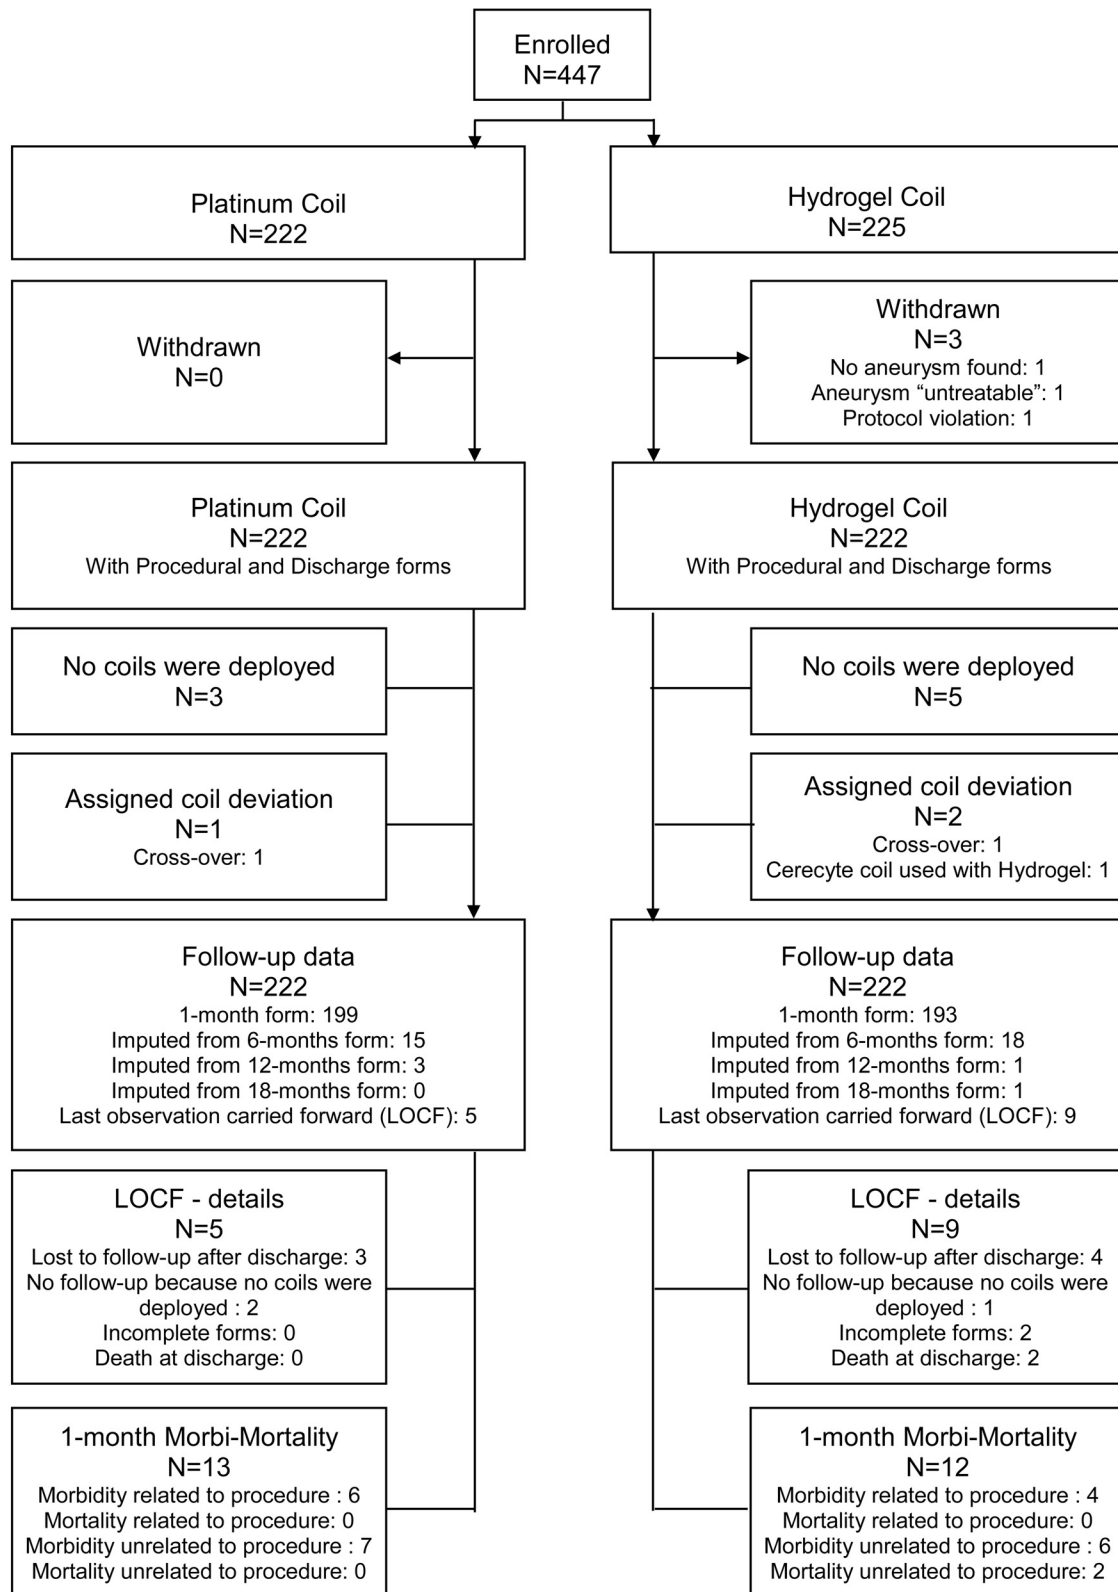 Enrolled
N=447
Platinum Coil
N=222
Hydrogel Coil
N=225
Withdrawn
N=0
Withdrawn
N=3
No aneurysm found: 1
Aneurysm “untreatable”: 1
Protocol violation: 1
Platinum Coil
N=222
With Procedural and Discharge forms
Hydrogel Coil
N=222
With Procedural and Discharge forms
No coils were deployed
N=3
No coils were deployed
N=5
Assigned coil deviation
N=1
Cross-over: 1
Assigned coil deviation
N=2
Cross-over: 1
Cerecyte coil used with Hydrogel: 1
Follow-up data
N=222
1-month form: 199
Imputed from 6-months form: 15
Imputed from 12-months form: 3
Imputed from 18-months form: 0
Last observation carried forward (LOCF): 5
Follow-up data
N=222
1-month form: 193
Imputed from 6-months form: 18
Imputed from 12-months form: 1
Imputed from 18-months form: 1
Last observation carried forward (LOCF): 9
LOCF - details
N=5
Lost to follow-up after discharge: 3
No follow-up because no coils were
deployed : 2
Incomplete forms: 0
Death at discharge: 0
LOCF - details
N=9
Lost to follow-up after discharge: 4
No follow-up because no coils were
deployed : 1
Incomplete forms: 2
Death at discharge: 2
1-month Morbi-Mortality
N=13
Morbidity related to procedure : 6
Mortality related to procedure: 0
Morbidity unrelated to procedure : 7
Mortality unrelated to procedure: 0
1-month Morbi-Mortality
N=12
Morbidity related to procedure : 4
Mortality related to procedure: 0
Morbidity unrelated to procedure : 6
Mortality unrelated to procedure: 2